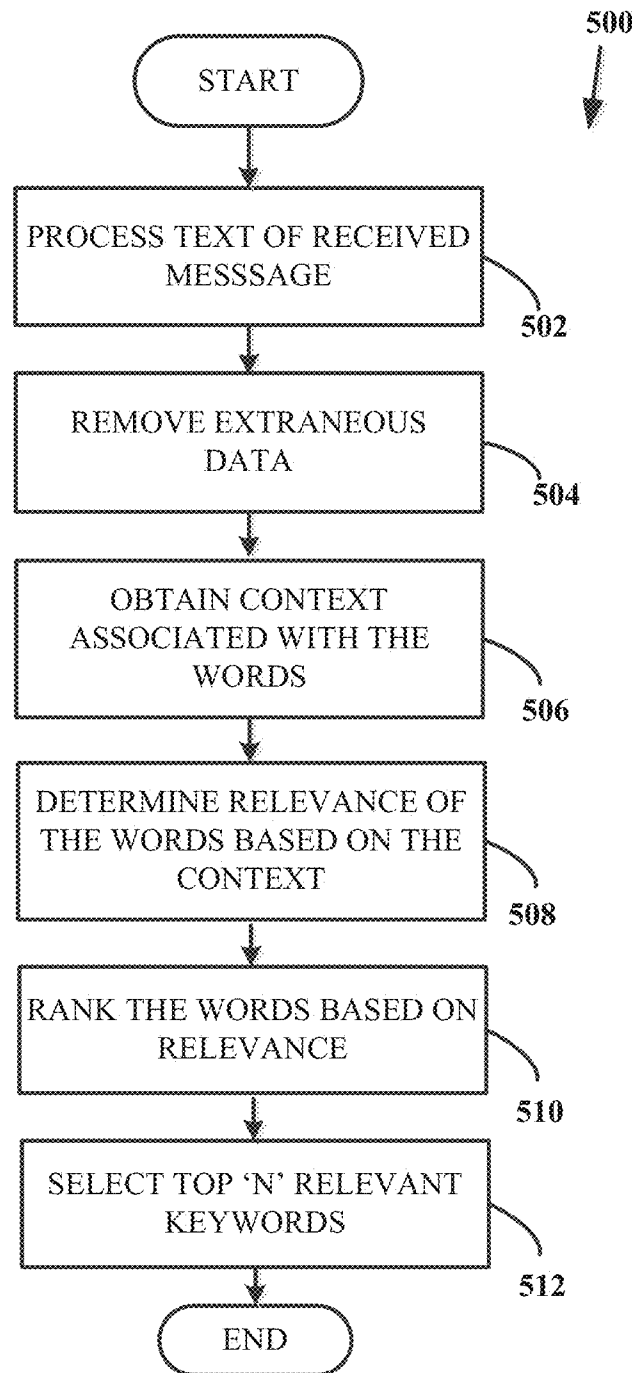 500
START
PROCESS TEXT OF RECEIVED
MESSSAGE
502
REMOVE EXTRANEOUS
DATA
504
OBTAIN CONTEXT
ASSOCIATED WITH THE
WORDS
506
DETERMINE RELEVANCE OF
THE WORDS BASED ON THE
CONTEXT
508
RANK THE WORDS BASED ON
RELEVANCE
510
SELECT TOP ‘N’ RELEVANT
KEYWORDS
512
END